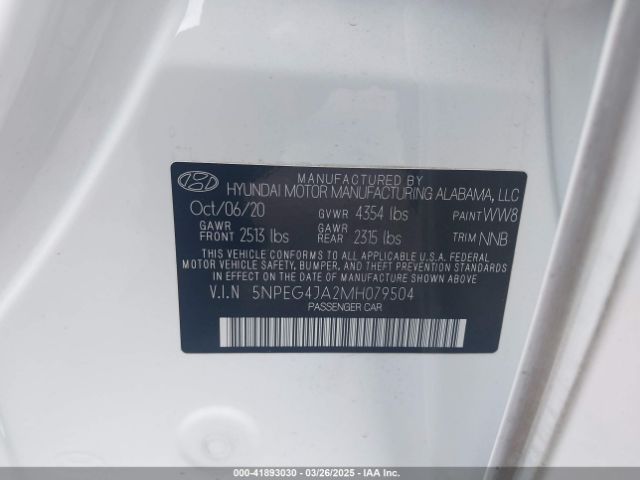 MANUFACTURED BY
HYUNDAI MOTOR MANUFACTURING ALABAMA, LLC
Oct/06/20 GVWR 4354 lbs PAINT WW8
GAWR FRONT 2513 lbs GAWR REAR 2315 lbs TRIM NNB
THIS VEHICLE CONFORMS TO ALL APPLICABLE U.S.A. FEDERAL
MOTOR VEHICLE SAFETY, BUMPER, AND THEFT PREVENTION STANDARDS
IN EFFECT ON THE DATE OF MANUFACTURE SHOWN ABOVE
V.I.N 5NPEG4JA2MH079504
PASSENGER CAR
000-41893030 - 03/26/2025 - IAA, Inc.